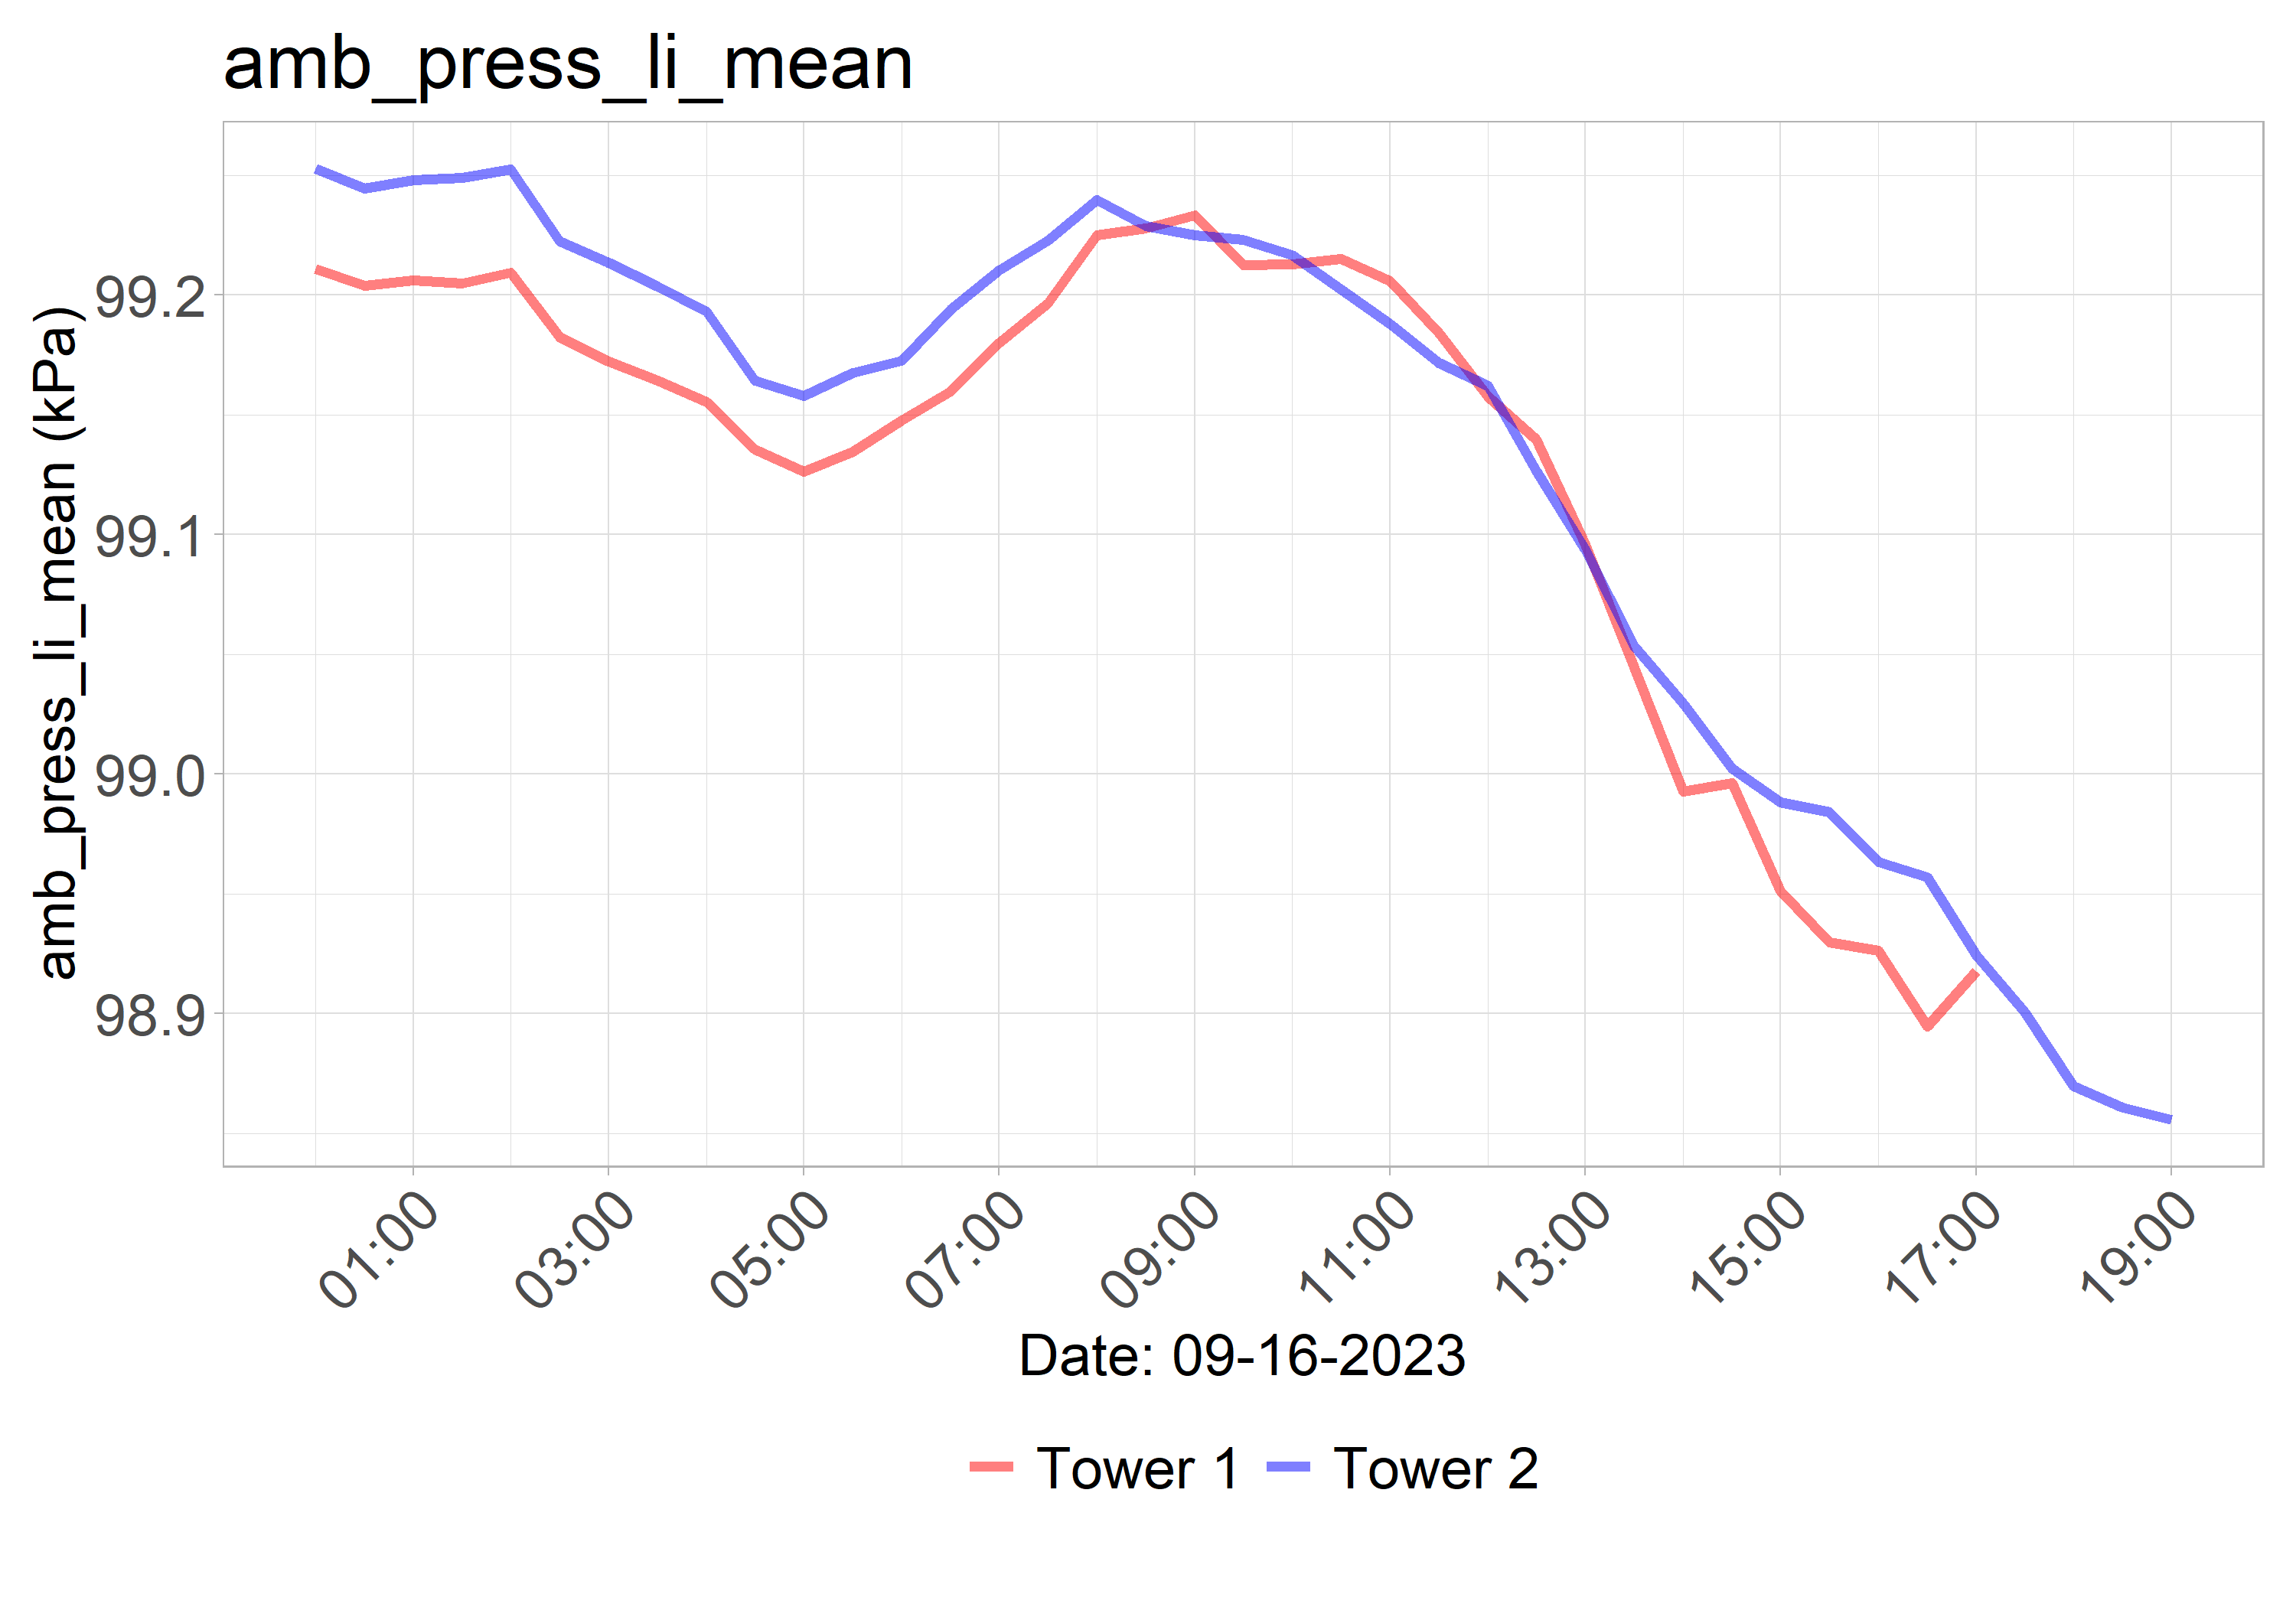 amb_press_li_mean
amb_press_li_mean (kPa)
99.2
99.1
99.0
98.9
01:00 03:00 05:00 07:00 09:00 11:00 13:00 15:00 17:00 19:00
Date: 09-16-2023
Tower 1 Tower 2